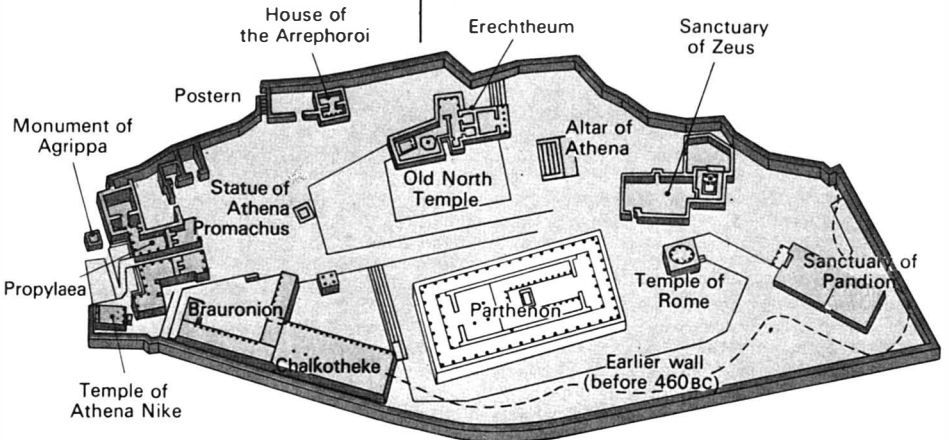 House of
the Arrephoroi
Erechtheum
Sanctuary
of Zeus
Postern
Monument of
Agrippa
Altar of
Athena
Statue of
Athena
Promachus
Old North
Temple
Propylaea
Brauronion
Parthenon
Temple of
Rome
Sanctuary of
Pandion
Chalkotheke
Earlier wall
(before 460BC)
Temple of
Athena Nike